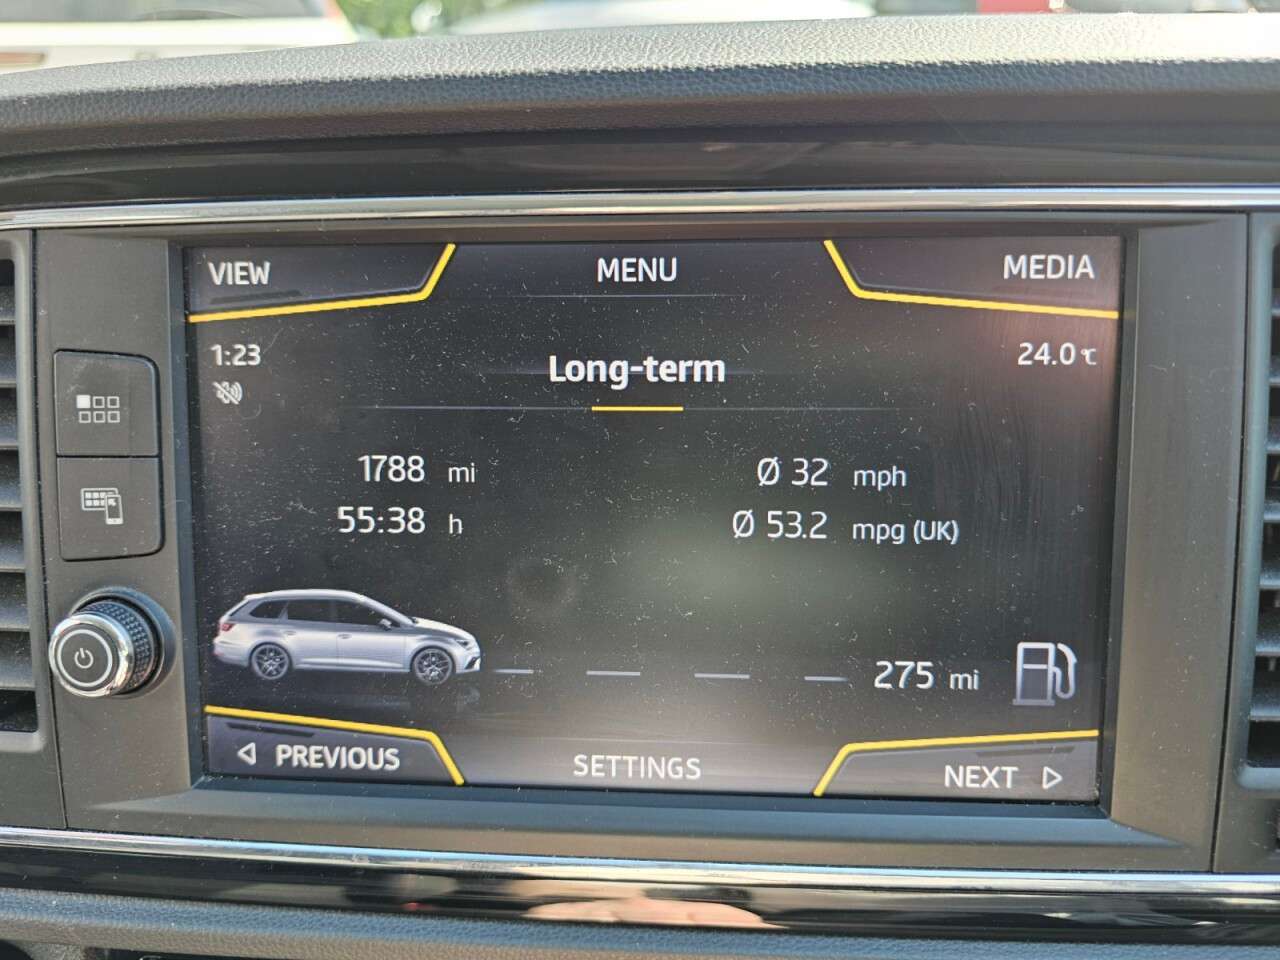 VIEW
MENU
MEDIA
1:23
24.0 °C
Long-term
1788 mi
Ø 32 mph
55:38 h
Ø 53.2 mpg (UK)
275 mi
PREVIOUS
SETTINGS
NEXT